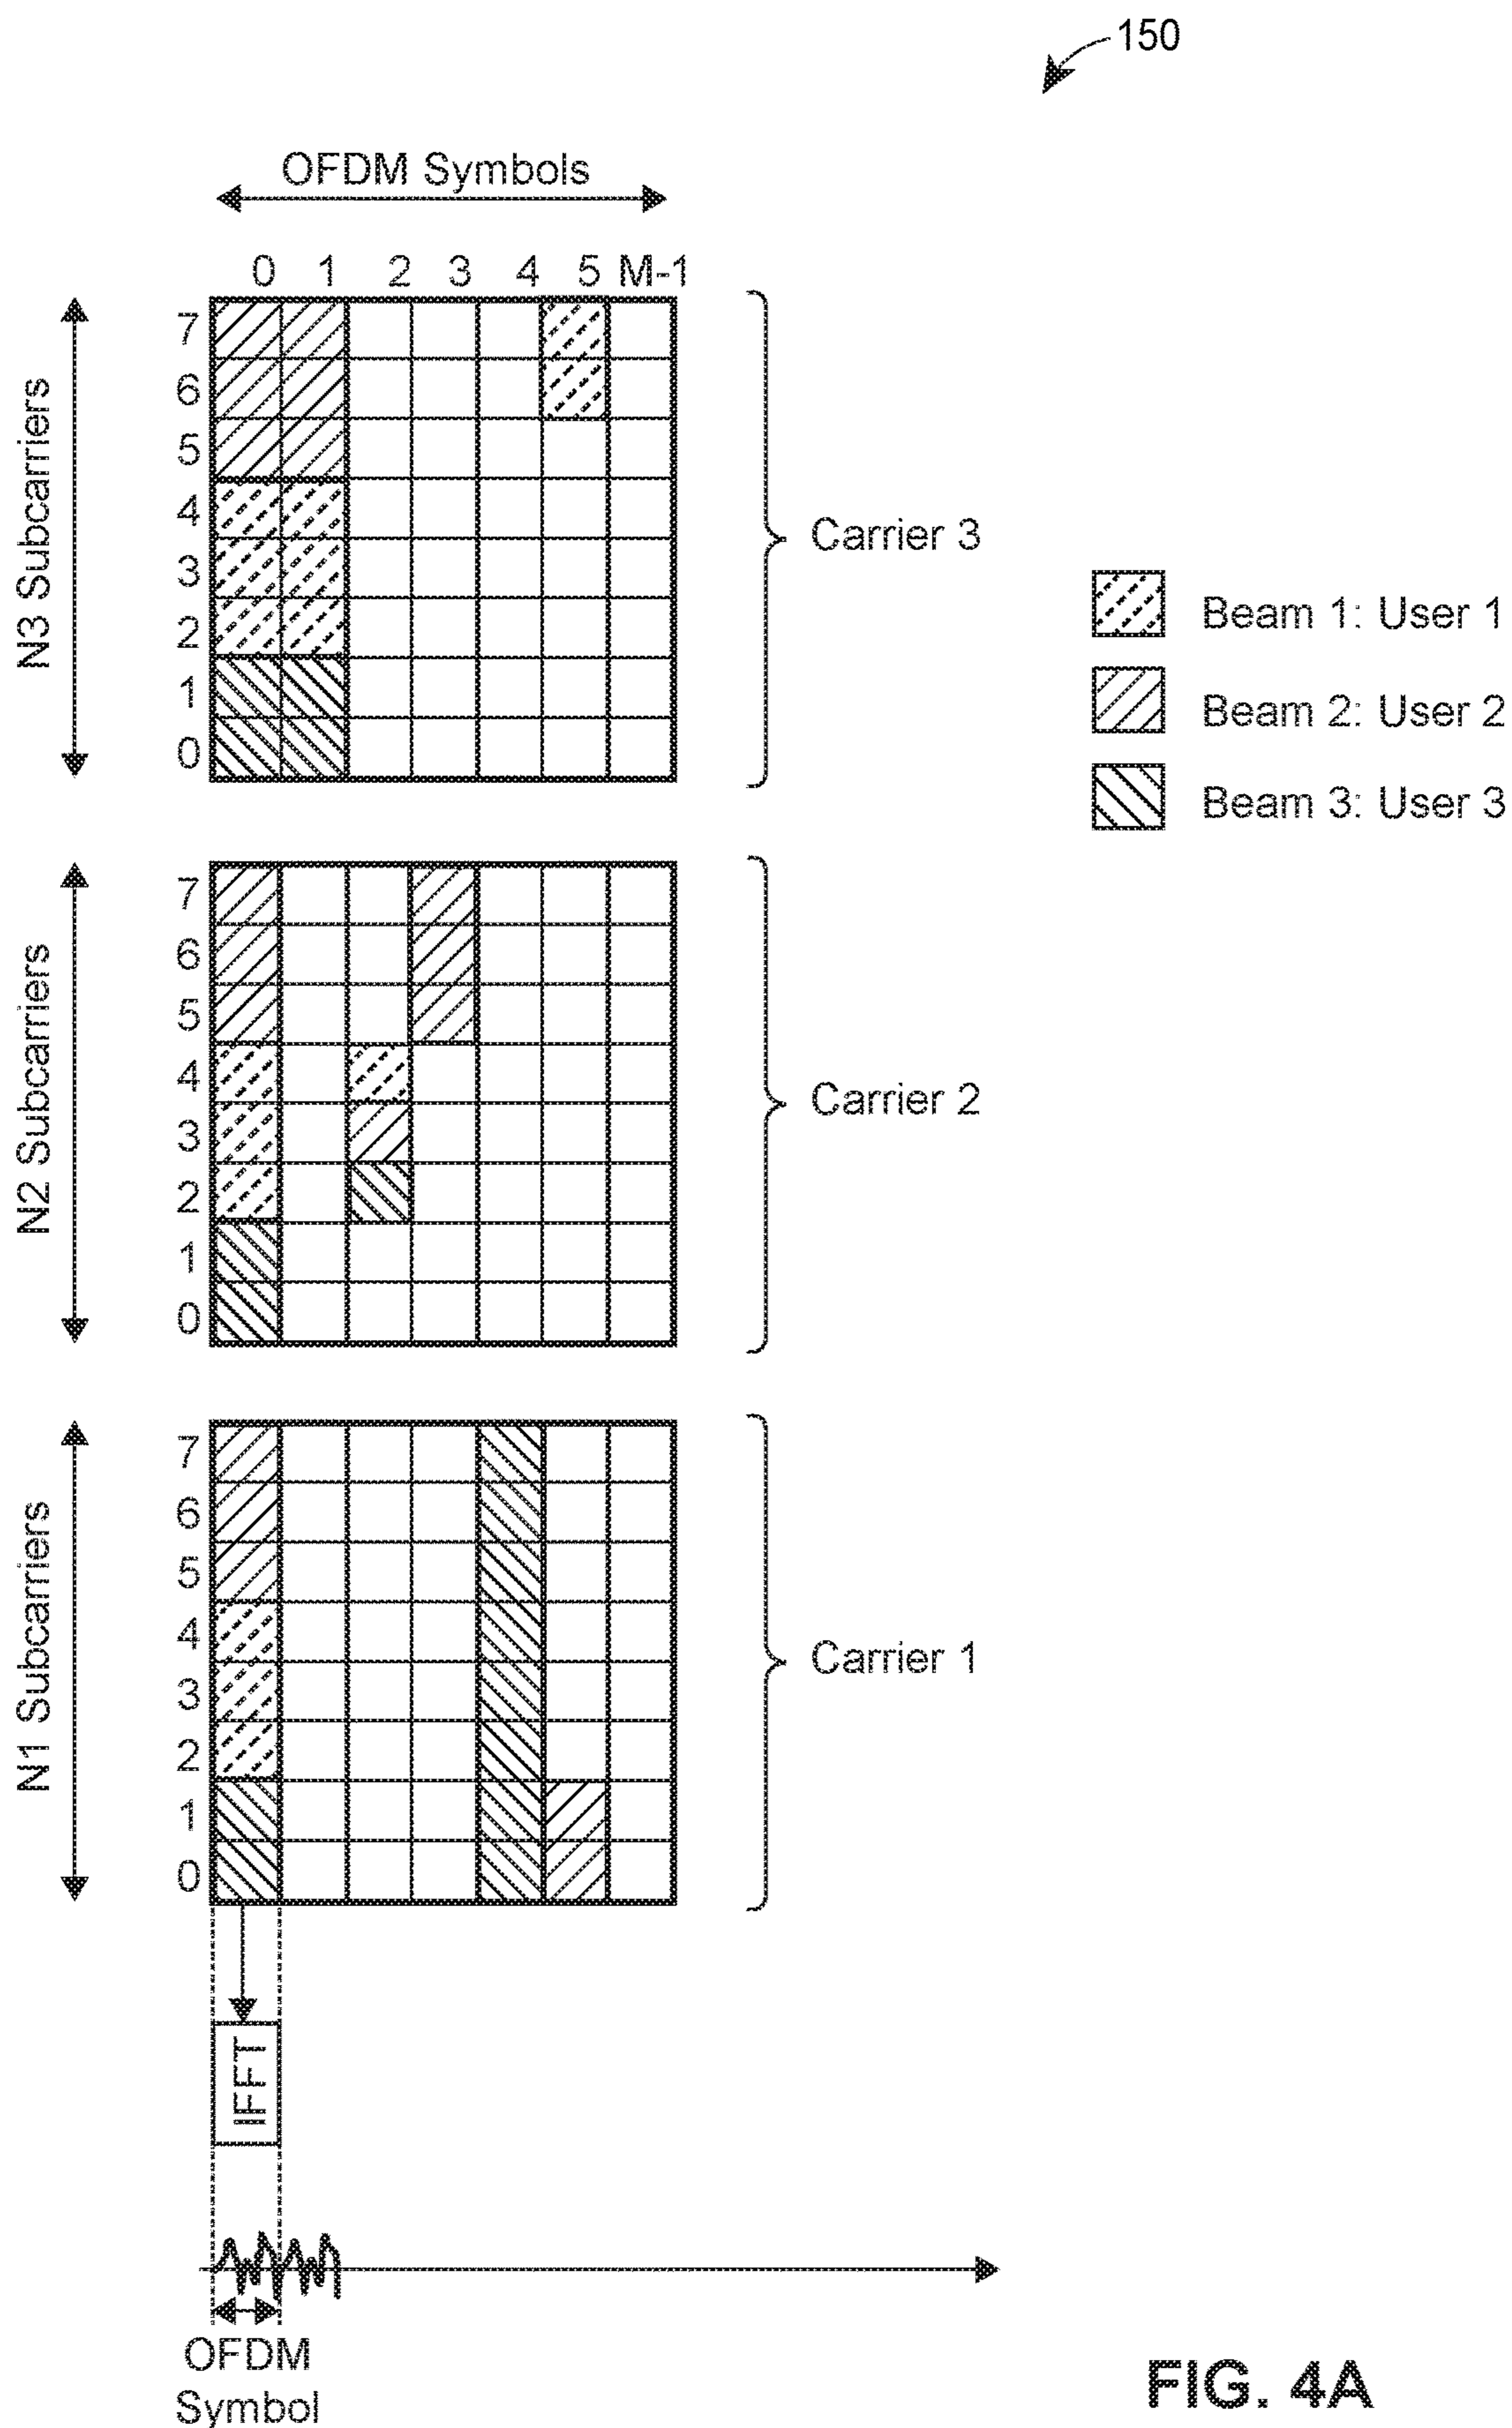 150
OFDM Symbols
0 1 2 3 4 5 M-1
N3 Subcarriers
7
6
5
4
3
2
1
0
Carrier 3
Beam 1: User 1
Beam 2: User 2
Beam 3: User 3
N2 Subcarriers
7
6
5
4
3
2
1
0
Carrier 2
N1 Subcarriers
7
6
5
4
3
2
1
0
Carrier 1
IFFT
OFDM
Symbol
FIG. 4A